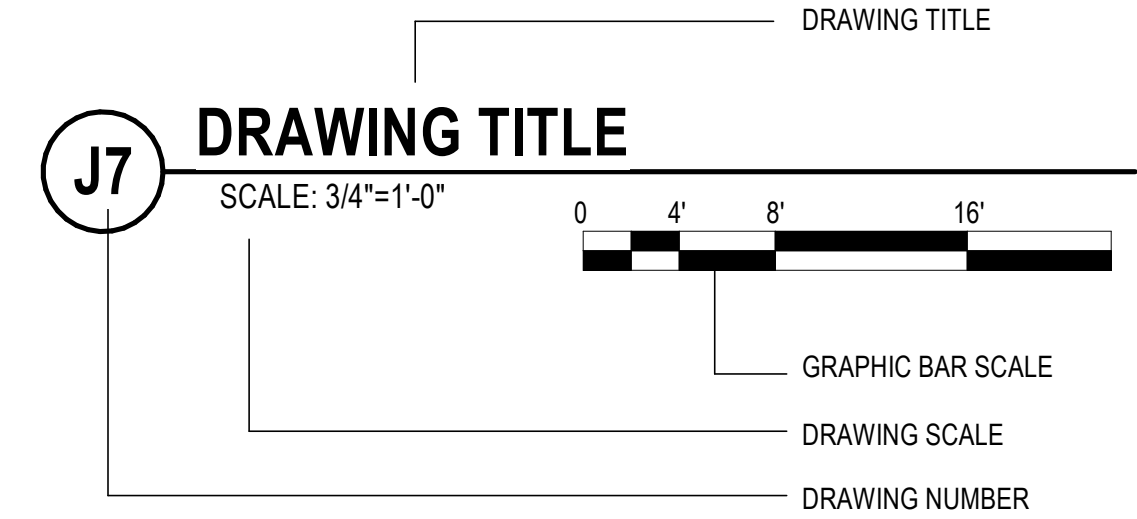 DRAWING TITLE
DRAWING TITLE
J7
SCALE: 3/4"=1'-0"
0 4' 8' 16'
GRAPHIC BAR SCALE
DRAWING SCALE
DRAWING NUMBER